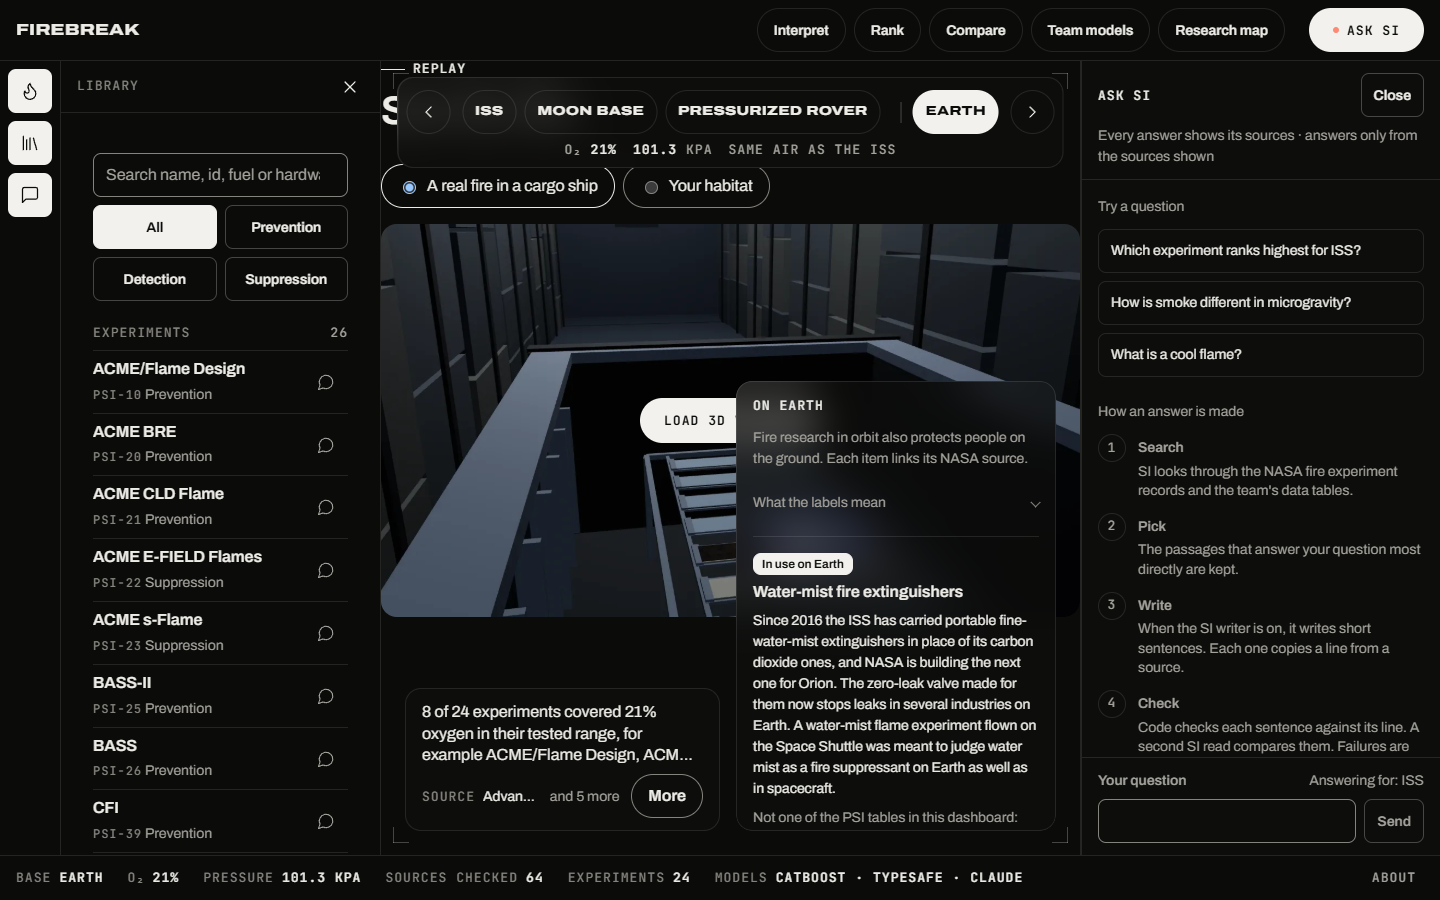 FIREBREAK
Interpret
Rank
Compare
Team models
Research map
ASK SI
LIBRARY
Search name, id, fuel or hardw
All
Prevention
Detection
Suppression
EXPERIMENTS 26
ACME/Flame Design
PSI-10 Prevention
ACME BRE
PSI-20 Prevention
ACME CLD Flame
PSI-21 Prevention
ACME E-FIELD Flames
PSI-22 Suppression
ACME s-Flame
PSI-23 Suppression
BASS-II
PSI-25 Prevention
BASS
PSI-26 Prevention
CFI
PSI-39 Prevention
REPLAY
S
ISS
MOON BASE
PRESSURIZED ROVER
EARTH
O₂ 21% 101.3 KPA SAME AIR AS THE ISS
A real fire in a cargo ship
Your habitat
LOAD 3D
ON EARTH
Fire research in orbit also protects people on
the ground. Each item links its NASA source.
What the labels mean
In use on Earth
Water-mist fire extinguishers
Since 2016 the ISS has carried portable fine-
water-mist extinguishers in place of its carbon
dioxide ones, and NASA is building the next
one for Orion. The zero-leak valve made for
them now stops leaks in several industries on
Earth. A water-mist flame experiment flown on
the Space Shuttle was meant to judge water
mist as a fire suppressant on Earth as well as
in spacecraft.
Not one of the PSI tables in this dashboard:
8 of 24 experiments covered 21%
oxygen in their tested range, for
example ACME/Flame Design, ACM...
SOURCE Advan... and 5 more
More
ASK SI
Close
Every answer shows its sources · answers only from
the sources shown
Try a question
Which experiment ranks highest for ISS?
How is smoke different in microgravity?
What is a cool flame?
How an answer is made
1 Search
SI looks through the NASA fire experiment
records and the team's data tables.
2 Pick
The passages that answer your question most
directly are kept.
3 Write
When the SI writer is on, it writes short
sentences. Each one copies a line from a
source.
4 Check
Code checks each sentence against its line. A
second SI read compares them. Failures are
Your question
Answering for: ISS
Send
BASE EARTH O₂ 21% PRESSURE 101.3 KPA SOURCES CHECKED 64 EXPERIMENTS 24 MODELS CATBOOST · TYPESAFE · CLAUDE ABOUT